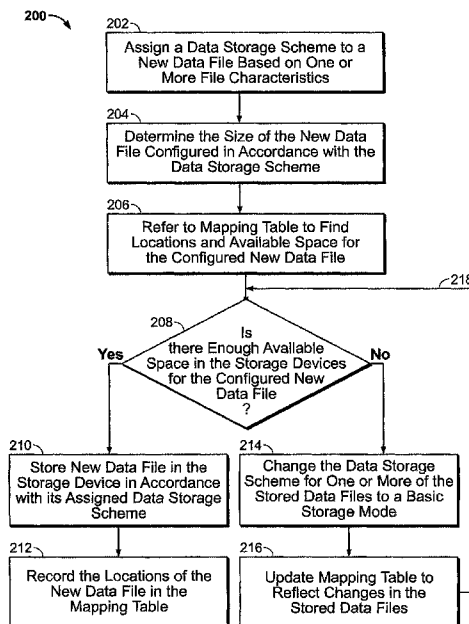 200
202
Assign a Data Storage Scheme to a
New Data File Based on One or
More File Characteristics
204
Determine the Size of the New Data
File Configured in Accordance with the
Data Storage Scheme
206
Refer to Mapping Table to Find
Locations and Available Space for
the Configured New Data File
218
208
Is
there Enough Available
Space in the Storage Devices
for the Configured New
Data File
?
Yes
No
210
Store New Data File in the
Storage Device in Accordance
with its Assigned Data Storage
Scheme
214
Change the Data Storage
Scheme for One or More of the
Stored Data Files to a Basic
Storage Mode
212
Record the Locations of the
New Data File in the
Mapping Table
216
Update Mapping Table to
Reflect Changes in the
Stored Data Files